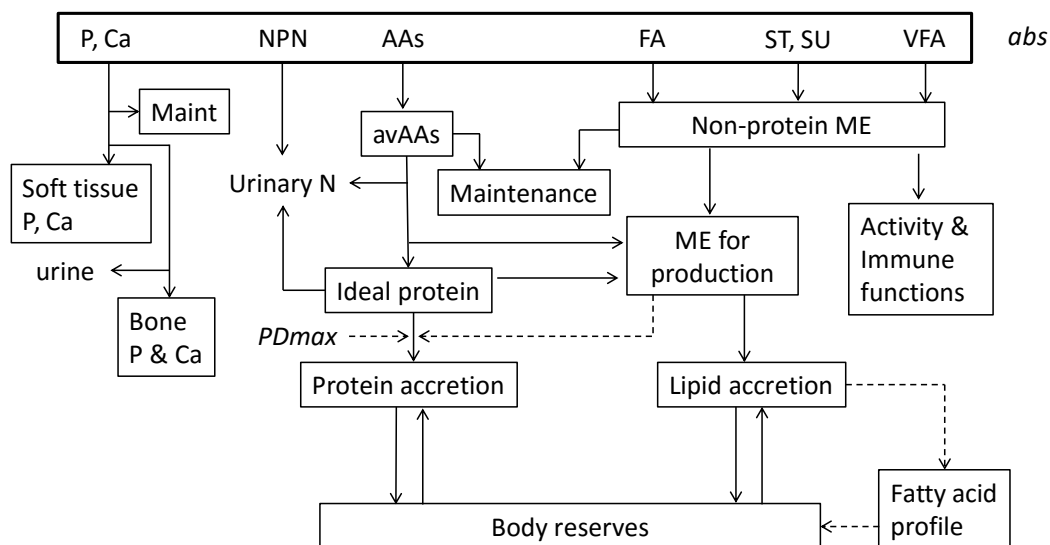 P, Ca NPN AAs FA ST, SU VFA abs
Maint
avAAs
Non-protein ME
Soft tissue
P, Ca
Urinary N
Maintenance
urine
Ideal protein
ME for
production
Activity &
Immune
functions
Bone
P & Ca
PDmax
Protein accretion
Lipid accretion
Fatty acid
profile
Body reserves